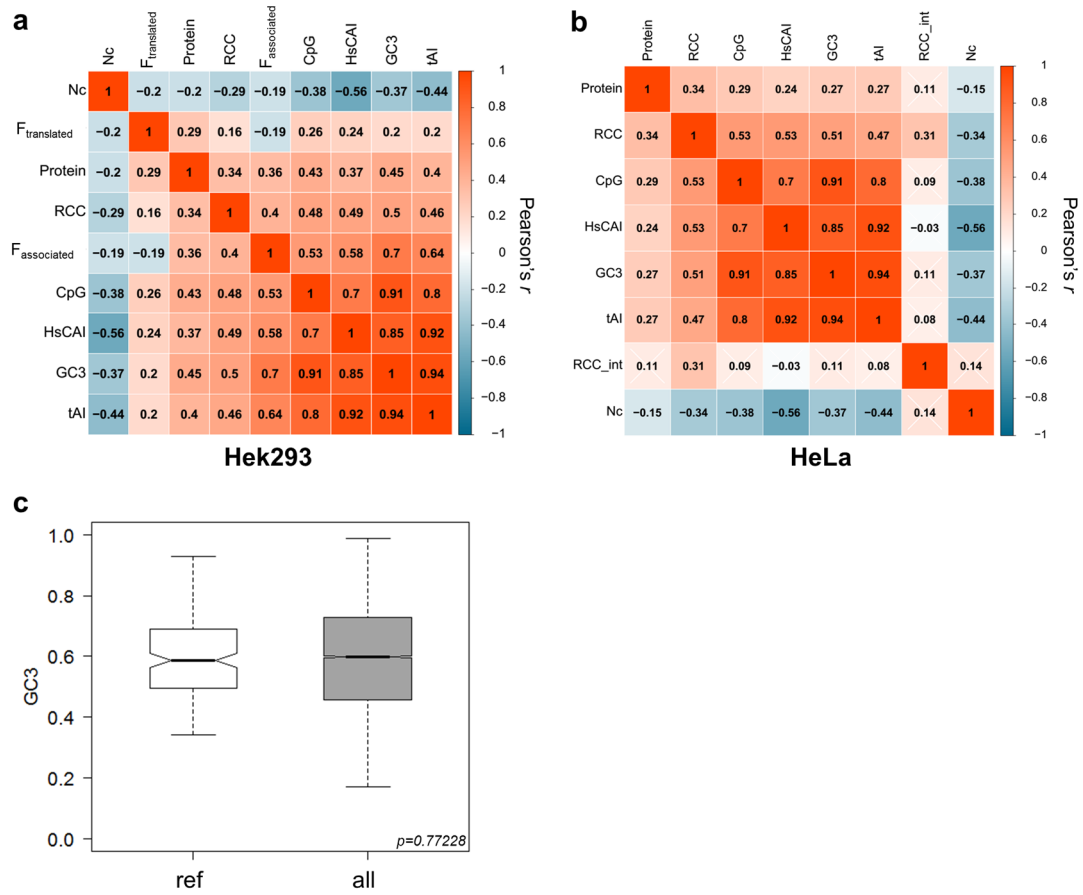 a
Nc F_translated Protein RCC F_associated CpG HsCAI GC3 tAI
Nc 1 −0.2 −0.2 −0.29 −0.19 −0.38 −0.56 −0.37 −0.44
F_translated −0.2 1 0.29 0.16 −0.19 0.26 0.24 0.2 0.2
Protein −0.2 0.29 1 0.34 0.36 0.43 0.37 0.45 0.4
RCC −0.29 0.16 0.34 1 0.4 0.48 0.49 0.5 0.46
F_associated −0.19 −0.19 0.36 0.4 1 0.53 0.58 0.7 0.64
CpG −0.38 0.26 0.43 0.48 0.53 1 0.7 0.91 0.8
HsCAI −0.56 0.24 0.37 0.49 0.58 0.7 1 0.85 0.92
GC3 −0.37 0.2 0.45 0.5 0.7 0.91 0.85 1 0.94
tAI −0.44 0.2 0.4 0.46 0.64 0.8 0.92 0.94 1
1
0.8
0.6
0.4
0.2
0
−0.2
−0.4
−0.6
−0.8
−1
Pearson's r
Hek293
b
Protein RCC CpG HsCAI GC3 tAI RCC_int Nc
Protein 1 0.34 0.29 0.24 0.27 0.27 0.11 −0.15
RCC 0.34 1 0.53 0.53 0.51 0.47 0.31 −0.34
CpG 0.29 0.53 1 0.7 0.91 0.8 0.09 −0.38
HsCAI 0.24 0.53 0.7 1 0.85 0.92 −0.03 −0.56
GC3 0.27 0.51 0.91 0.85 1 0.94 0.11 −0.37
tAI 0.27 0.47 0.8 0.92 0.94 1 0.08 −0.44
RCC_int 0.11 0.31 0.09 −0.03 0.11 0.08 1 0.14
Nc −0.15 −0.34 −0.38 −0.56 −0.37 −0.44 0.14 1
1
0.8
0.6
0.4
0.2
0
−0.2
−0.4
−0.6
−0.8
−1
Pearson's r
HeLa
c
GC3
1.0
0.8
0.6
0.4
0.2
0.0
p=0.77228
ref all